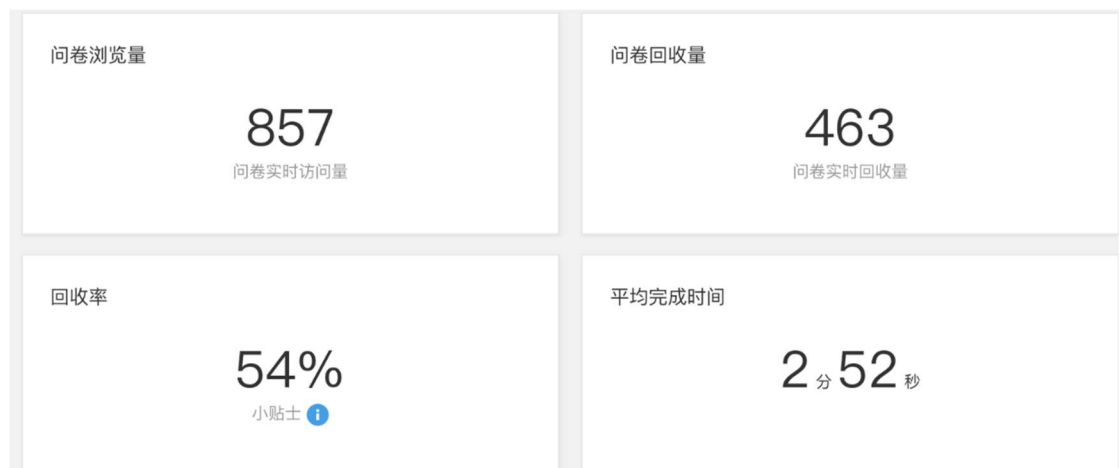 问卷浏览量
857
问卷实时访问量
问卷回收量
463
问卷实时回收量
回收率
54%
小贴士 i
平均完成时间
2 分 52 秒